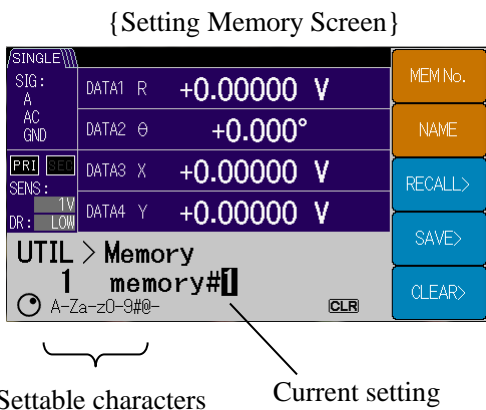 {Setting Memory Screen}
SINGLE
SIG:
A
AC
GND
DATA1 R +0.00000 V
DATA2 θ +0.000°
DATA3 X +0.00000 V
DATA4 Y +0.00000 V
PRI SEC
SENS:
1V
DR: LOW
MEM No.
NAME
RECALL>
SAVE>
CLEAR>
UTIL > Memory
1 memory#1
A-Za-z0-9#@- CLR
Settable characters
Current setting